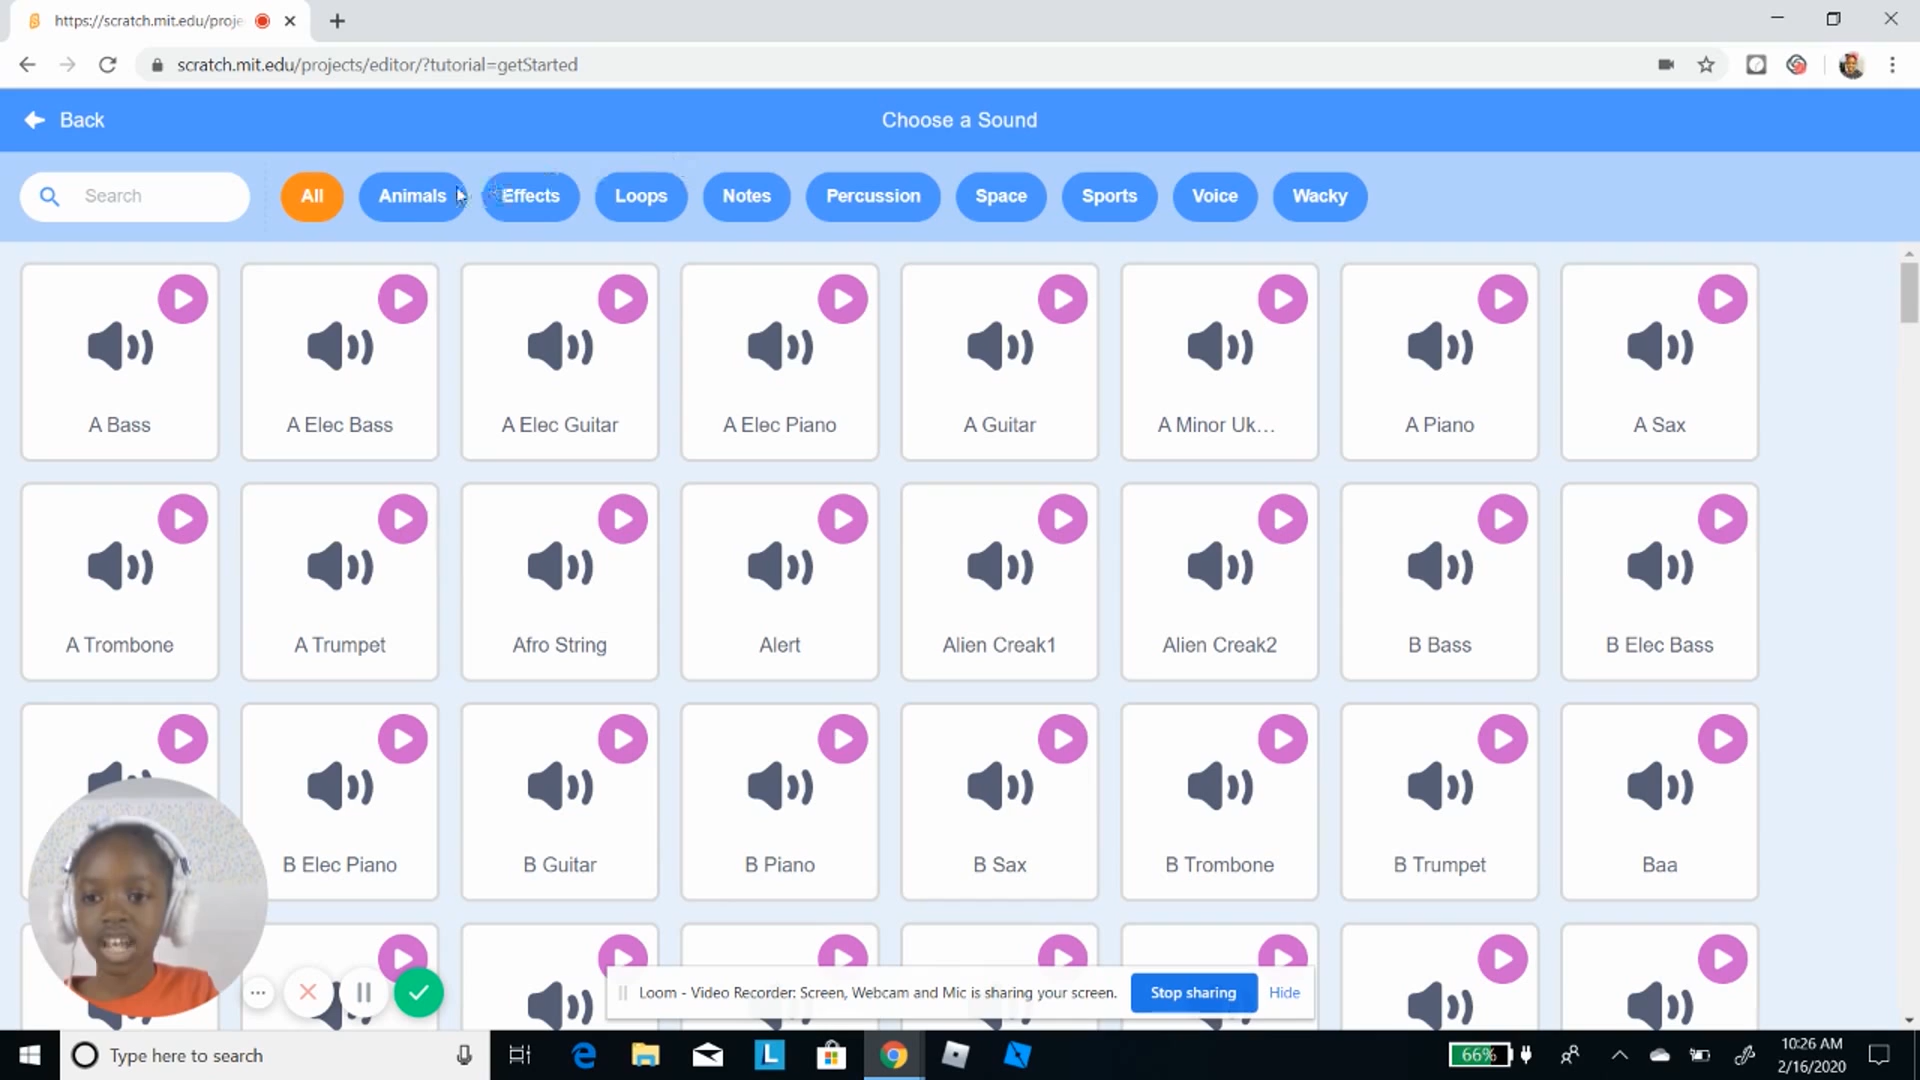 https://scratch.mit.edu/proje
scratch.mit.edu/projects/editor/?tutorial=getStarted
Back
Choose a Sound
Search
All
Animals
Effects
Loops
Notes
Percussion
Space
Sports
Voice
Wacky
A Bass
A Elec Bass
A Elec Guitar
A Elec Piano
A Guitar
A Minor Uk...
A Piano
A Sax
A Trombone
A Trumpet
Afro String
Alert
Alien Creak1
Alien Creak2
B Bass
B Elec Bass
B Elec Piano
B Guitar
B Piano
B Sax
B Trombone
B Trumpet
Baa
Loom - Video Recorder: Screen, Webcam and Mic is sharing your screen.
Stop sharing
Hide
Type here to search
L
66%
10:26 AM
2/16/2020